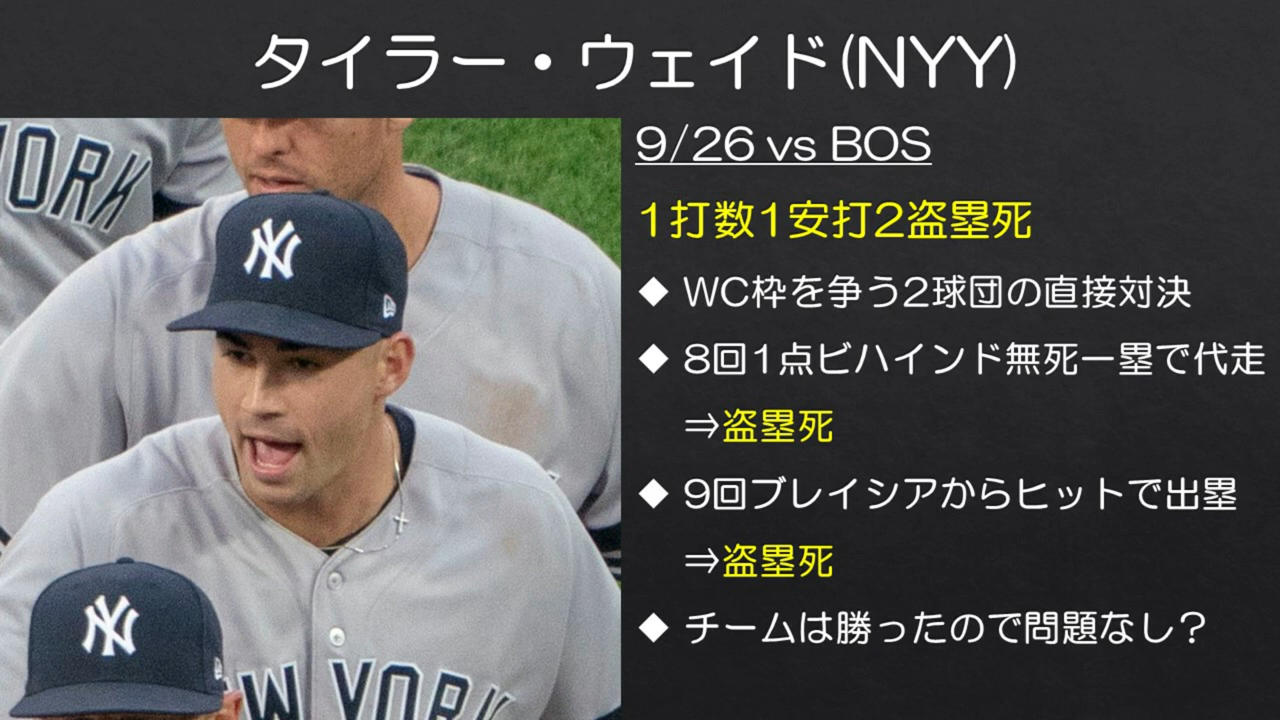 タイラー・ウェイド(NYY)
9/26 vs BOS
1打数1安打2盗塁死
◆ WC枠を争う2球団の直接対決
◆ 8回1点ビハインド無死一塁で代走
⇒盗塁死
◆ 9回ブレイシアからヒットで出塁
⇒盗塁死
◆ チームは勝ったので問題なし？
YORK
NY
NY
W YORK